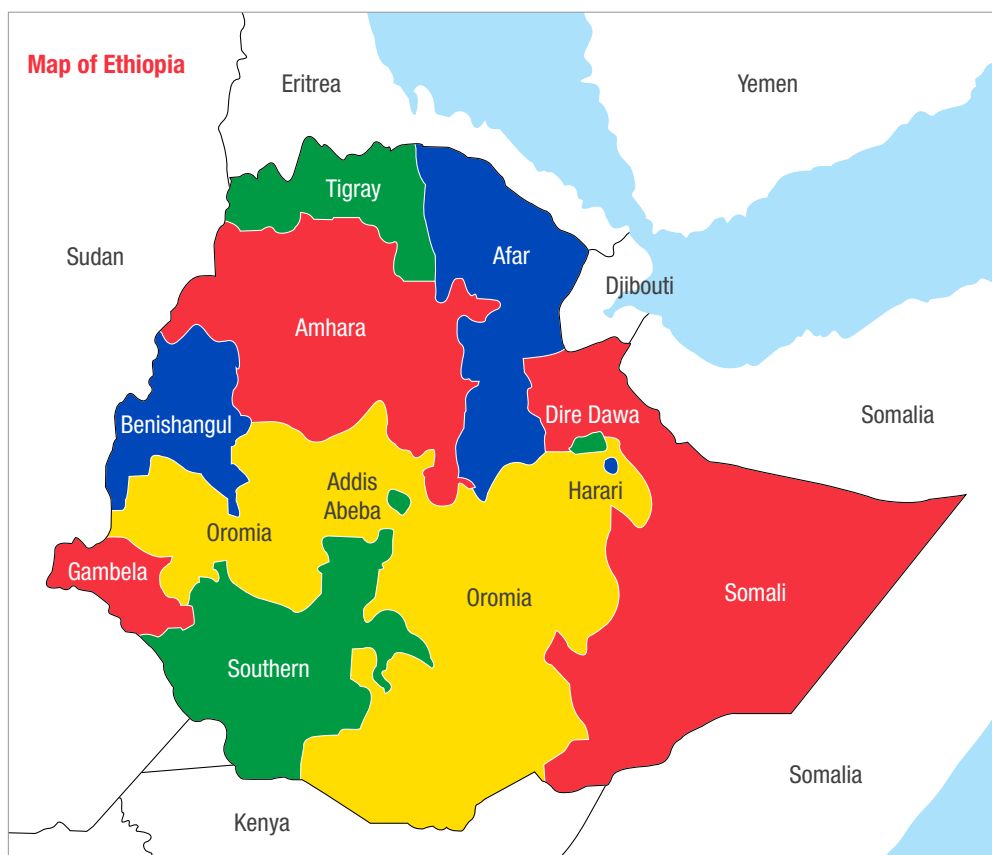 Map of Ethiopia
Eritrea
Yemen
Tigray
Sudan
Afar
Djibouti
Amhara
Benishangul
Dire Dawa
Somalia
Addis
Abeba
Harari
Oromia
Gambela
Oromia
Somali
Southern
Somalia
Kenya